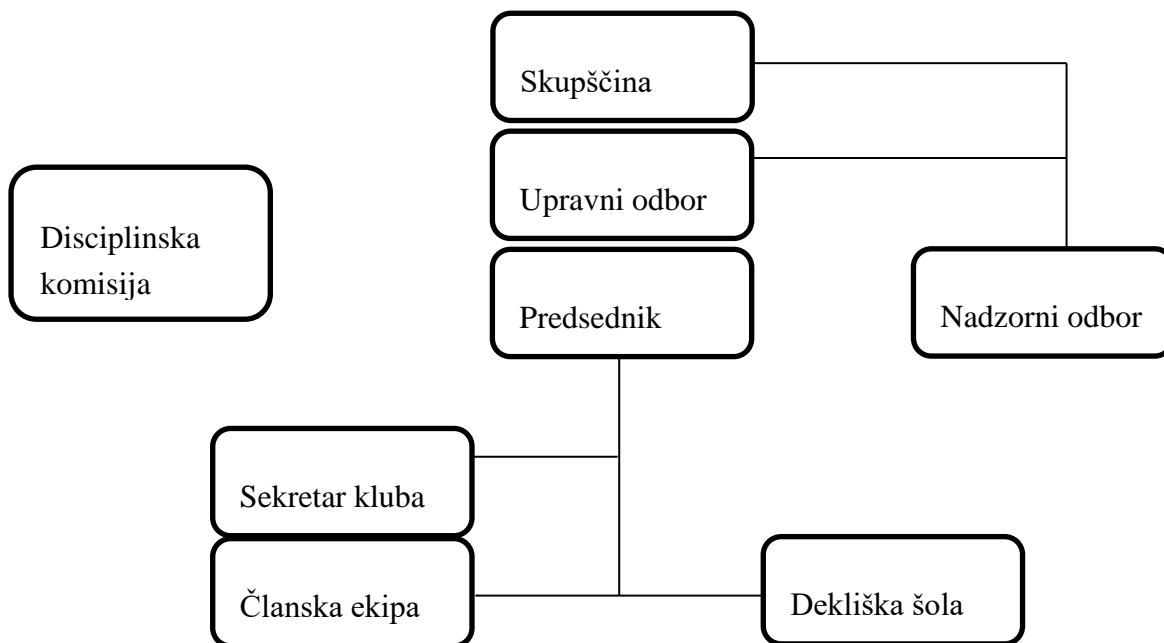 Skupščina
Upravni odbor
Disciplinska
komisija
Predsednik
Nadzorni odbor
Sekretar kluba
Članska ekipa
Dekliška šola